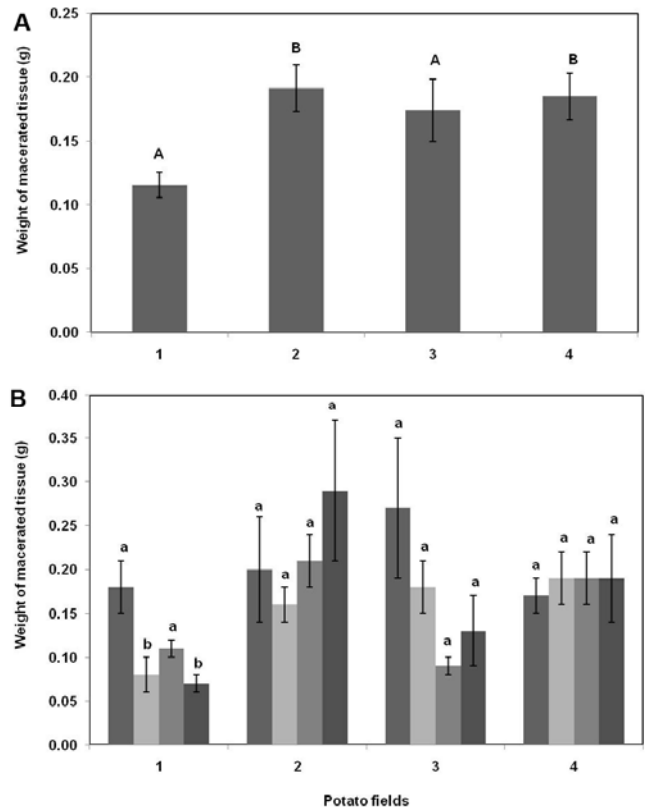 A
Weight of macerated tissue (g)
0.25
0.20
0.15
0.10
0.05
0.00
A
B
A
B
1 2 3 4
B
Weight of macerated tissue (g)
0.40
0.35
0.30
0.25
0.20
0.15
0.10
0.05
0.00
a b a b
a a a a
a a a a
a a a a
1 2 3 4
Potato fields